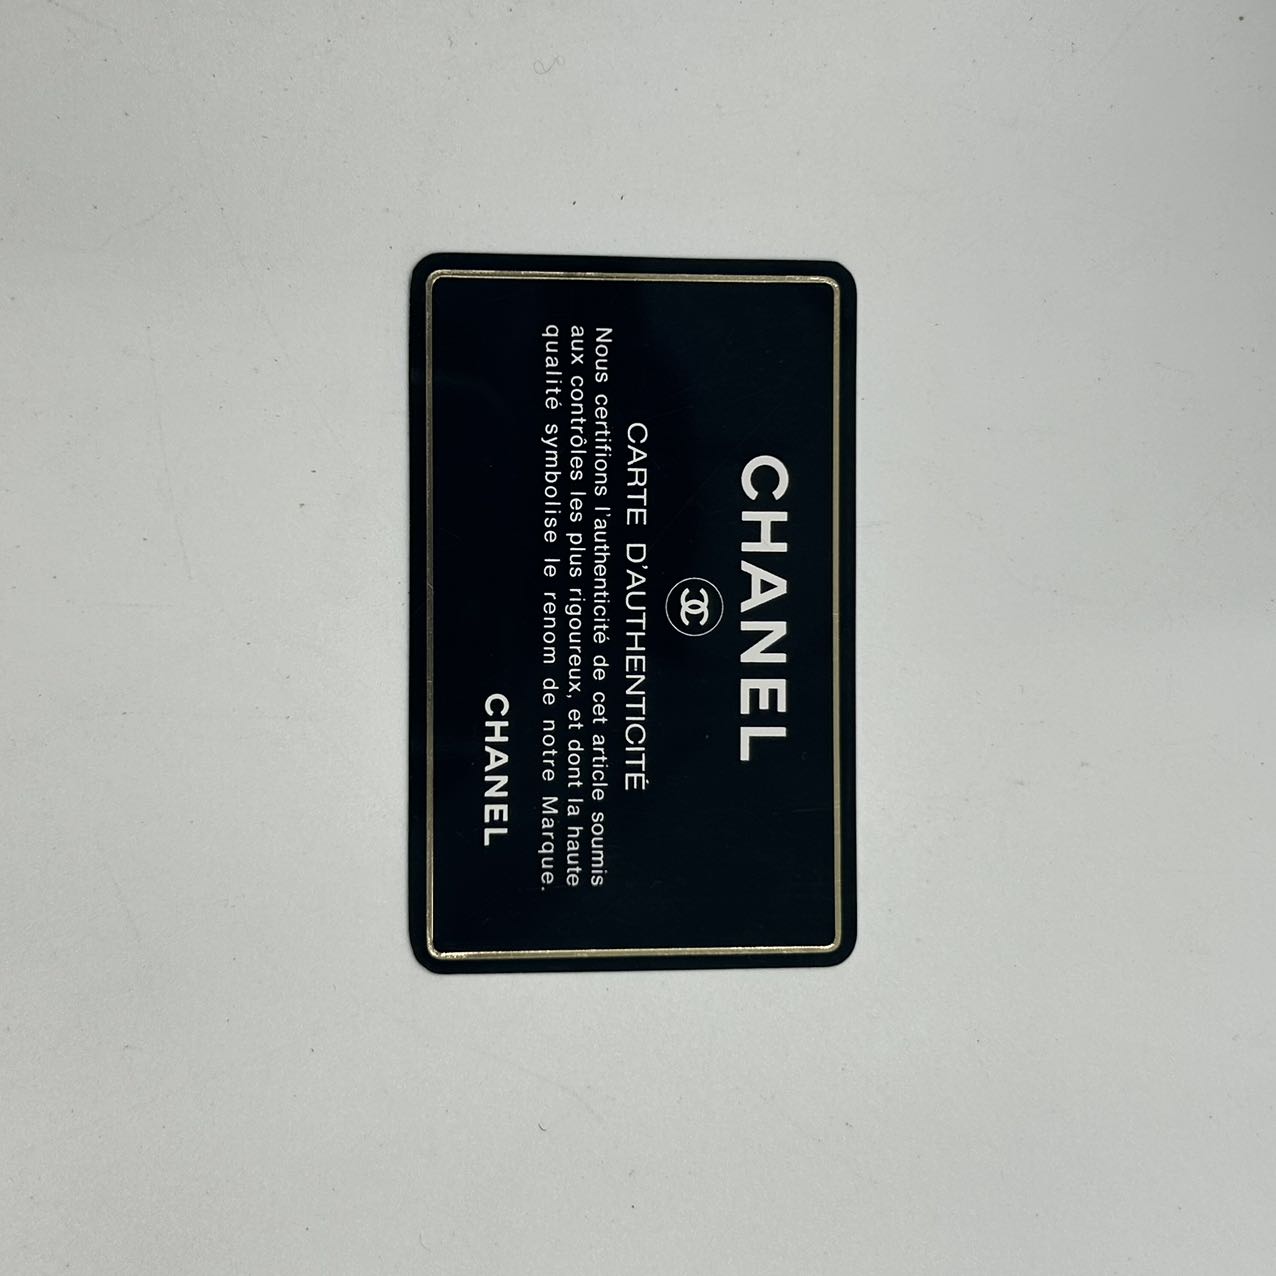 CHANEL
CARTE D'AUTHENTICITÉ
Nous certifions l'authenticité de cet article soumis
aux contrôles les plus rigoureux, et dont la haute
qualité symbolise le renom de notre Marque.
CHANEL